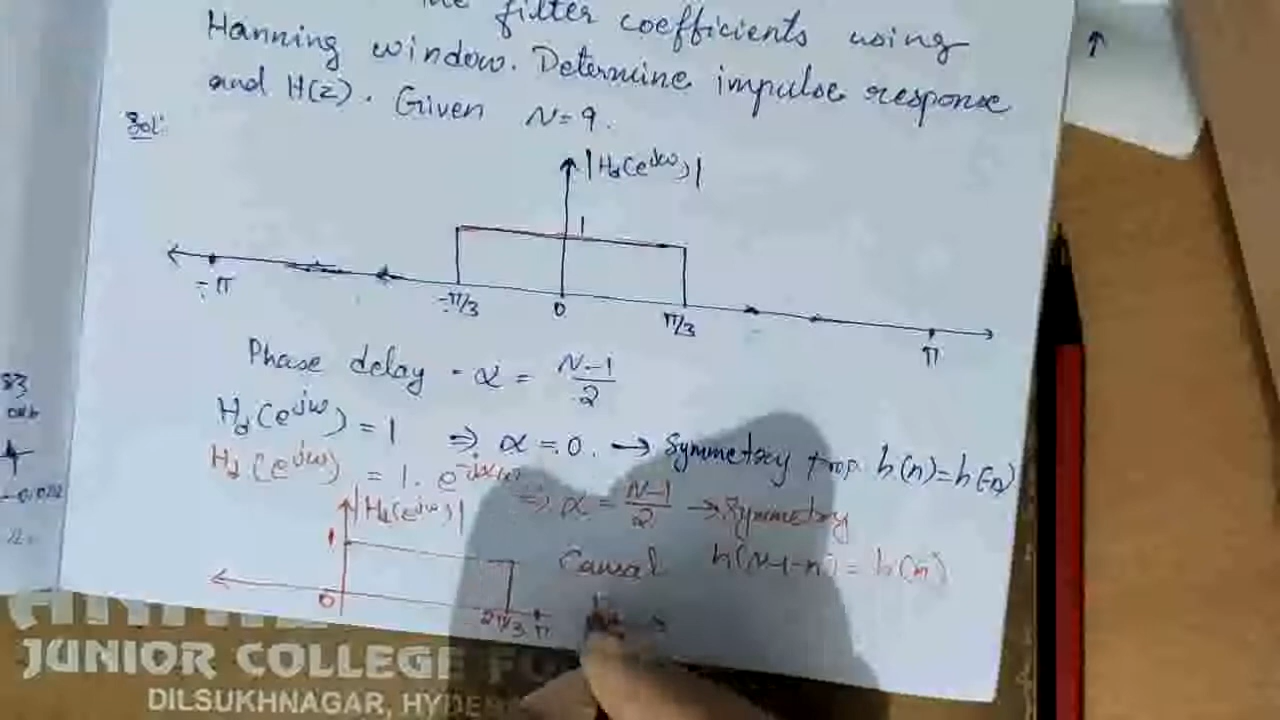 filter coefficients using
Hanning window. Determine impulse response
and H(z). Given N=9.
Sol:
|Hd(e^jω)|
1
-π -π/3 0 π/3 π
Phase delay - α = (N-1)/2
Hd(e^jω) = 1 ⇒ α = 0. → Symmetry prop. h(n)=h(-n)
Hd(e^jω) = 1. e^-jαω ⇒ α = (N-1)/2 → Symmetry
|Hd(e^jω)|
1
Causal h(N-1-n) = h(n)
0 2π/3 π
JUNIOR COLLEGE
DILSUKHNAGAR,